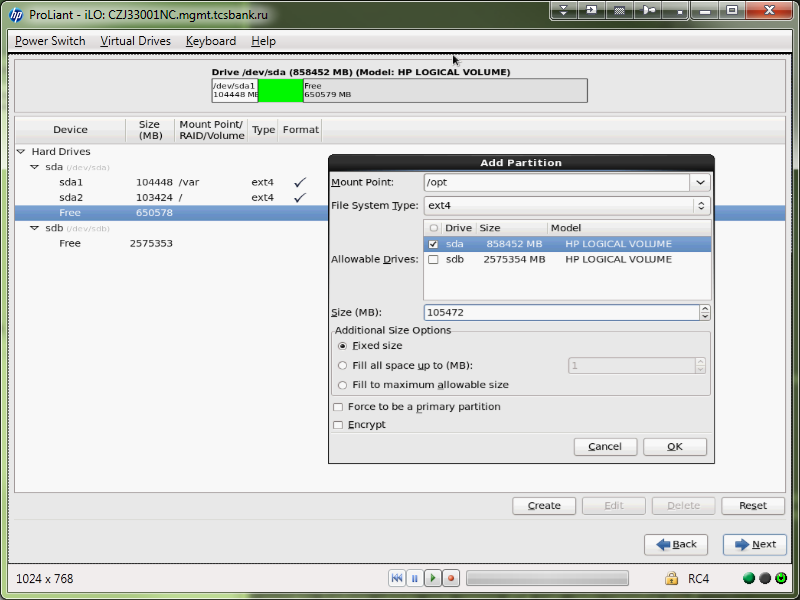 hp ProLiant - iLO: CZJ33001NC.mgmt.tcsbank.ru
Power Switch Virtual Drives Keyboard Help
Drive /dev/sda (858452 MB) (Model: HP LOGICAL VOLUME)
/dev/sda1 Free
104448 MB 650579 MB
Device Size (MB) Mount Point/ RAID/Volume Type Format
Hard Drives
sda (/dev/sda)
sda1 104448 /var ext4
sda2 103424 / ext4
Free 650578
sdb (/dev/sdb)
Free 2575353
Add Partition
Mount Point: /opt
File System Type: ext4
Allowable Drives:
Drive Size Model
sda 858452 MB HP LOGICAL VOLUME
sdb 2575354 MB HP LOGICAL VOLUME
Size (MB): 105472
Additional Size Options
Fixed size
Fill all space up to (MB): 1
Fill to maximum allowable size
Force to be a primary partition
Encrypt
Cancel OK
Create Edit Delete Reset
Back Next
1024 x 768 RC4